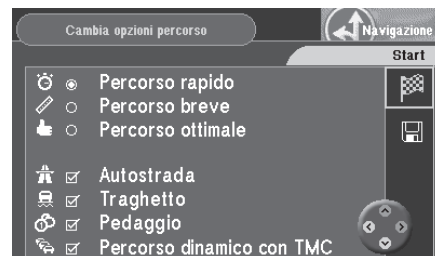 Cambia opzioni percorso
Navigazione
Start
Percorso rapido
Percorso breve
Percorso ottimale
Autostrada
Traghetto
Pedaggio
Percorso dinamico con TMC